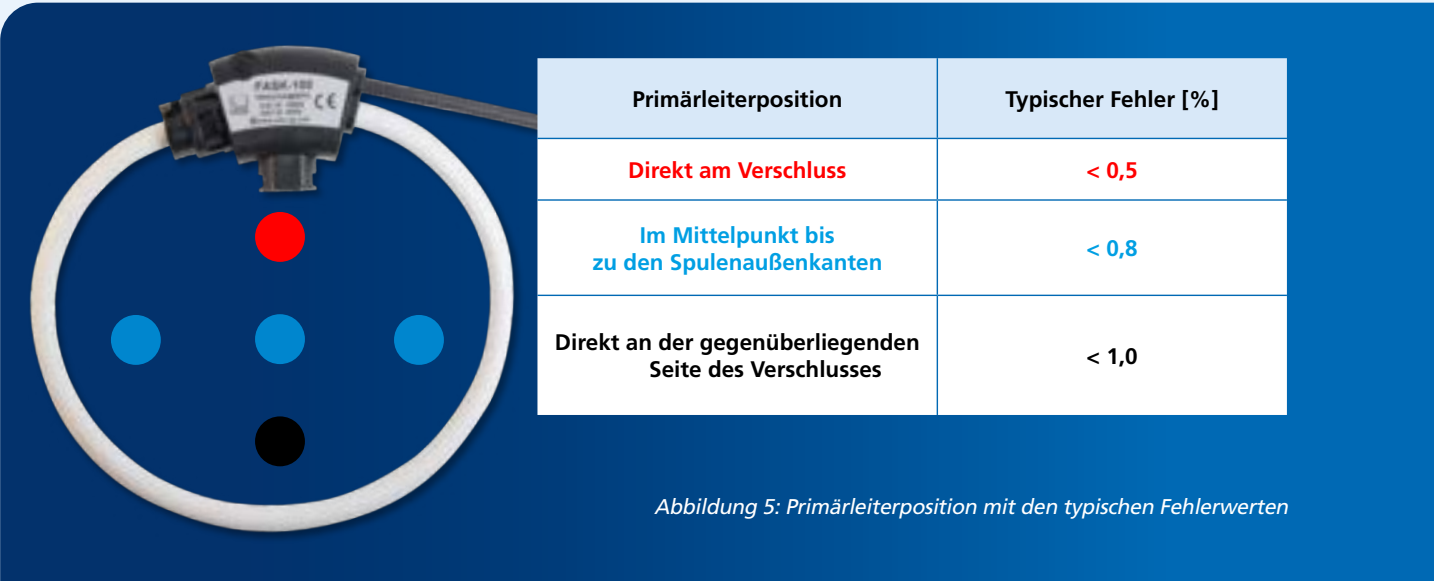 FASK-100
CE
Primärleiterposition
Typischer Fehler [%]
Direkt am Verschluss
< 0,5
Im Mittelpunkt bis
zu den Spulenaußenkanten
< 0,8
Direkt an der gegenüberliegenden
Seite des Verschlusses
< 1,0
Abbildung 5: Primärleiterposition mit den typischen Fehlerwerten